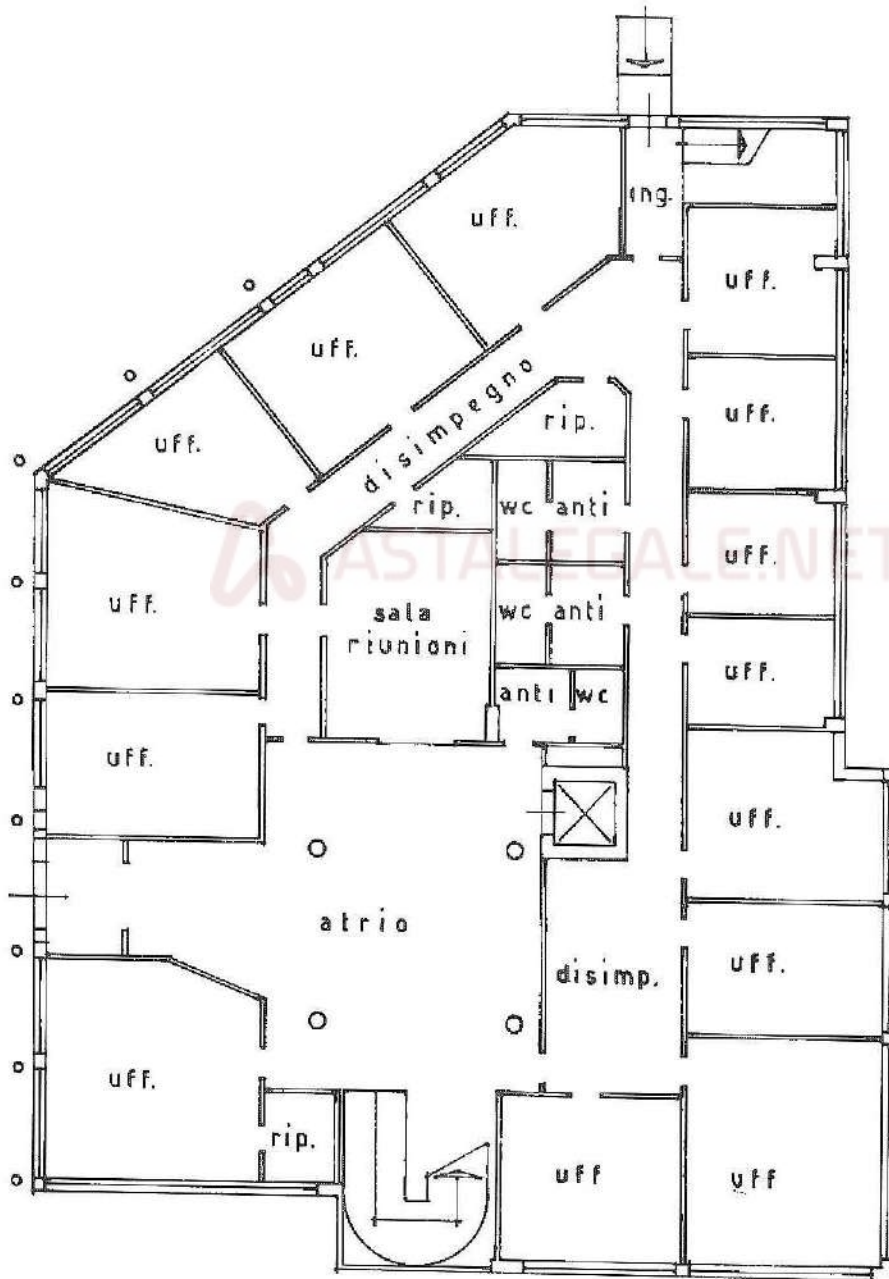 ing.
uff.
uff.
uff.
disimpegno
uff.
rip.
uff.
uff.
rip.
wc anti
ASTALEGALE.NET
uff.
uff.
sala
riunioni
wc anti
uff.
anti wc
uff.
uff.
atrio
disimp.
uff.
uff.
rip.
uff
uff